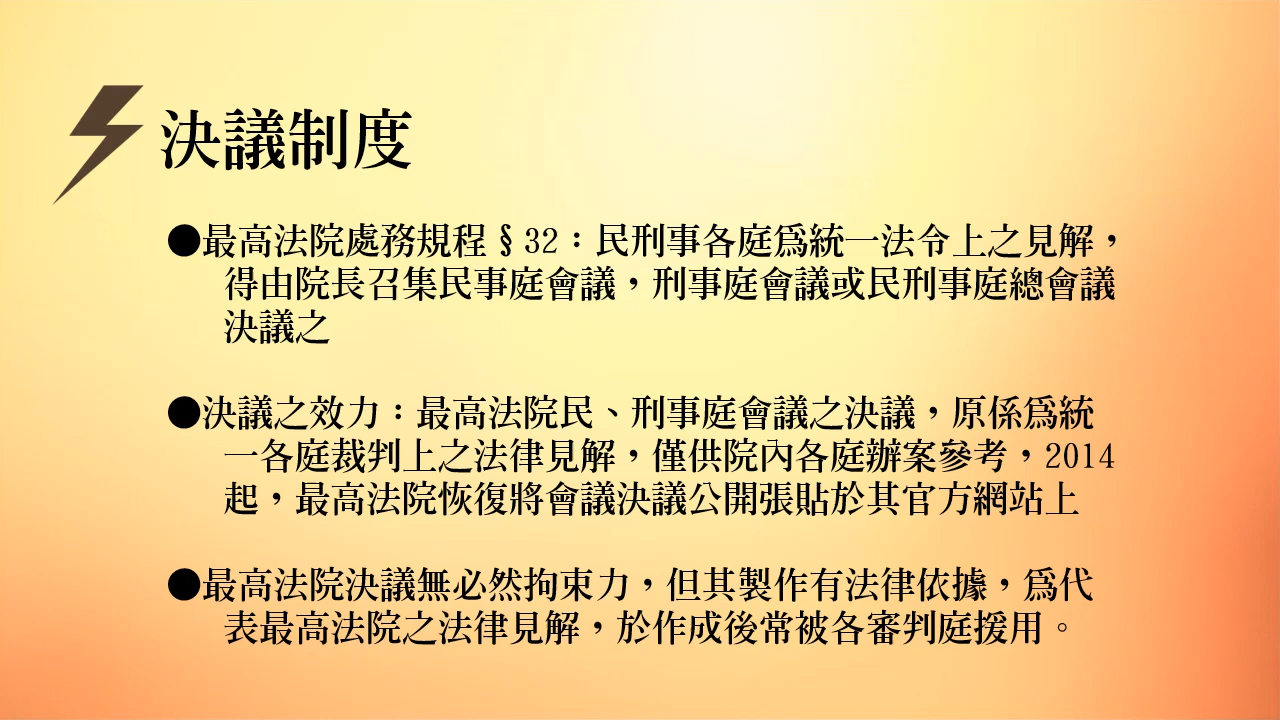 決議制度
●最高法院處務規程§32：民刑事各庭為統一法令上之見解，
得由院長召集民事庭會議，刑事庭會議或民刑事庭總會議
決議之
●決議之效力：最高法院民、刑事庭會議之決議，原係為統
一各庭裁判上之法律見解，僅供院內各庭辦案參考，2014
起，最高法院恢復將會議決議公開張貼於其官方網站上
●最高法院決議無必然拘束力，但其製作有法律依據，為代
表最高法院之法律見解，於作成後常被各審判庭援用。